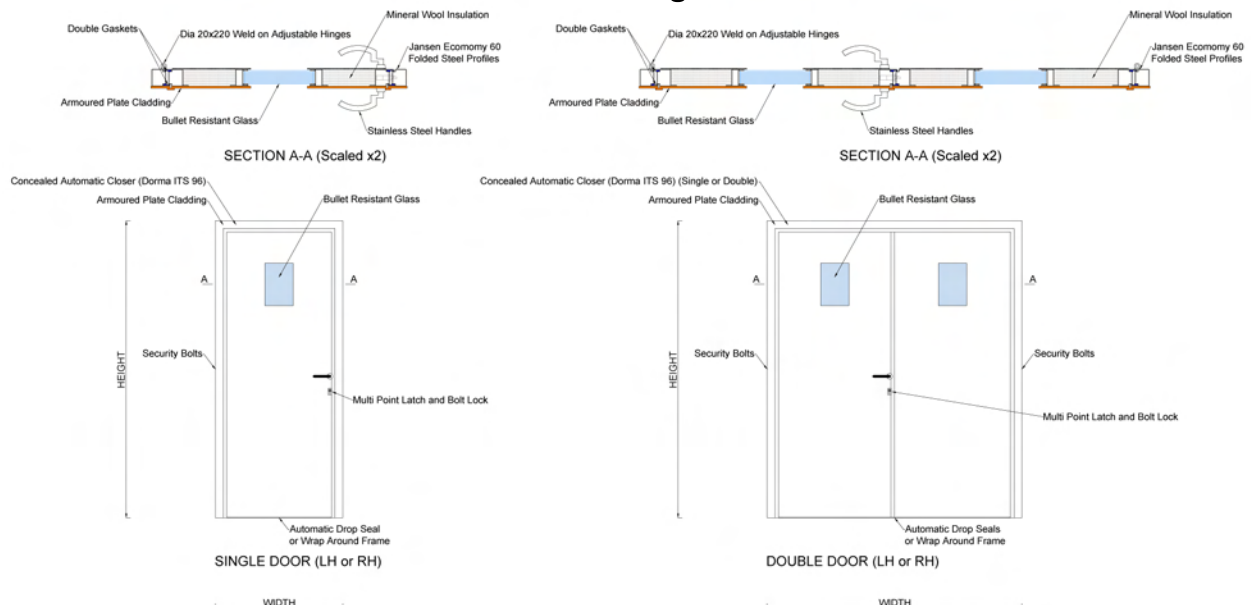 Mineral Wool Insulation
Double Gaskets
Dia 20x220 Weld on Adjustable Hinges
Jansen Ecomomy 60
Folded Steel Profiles
Armoured Plate Cladding
Bullet Resistant Glass
Stainless Steel Handles
SECTION A-A (Scaled x2)
Mineral Wool Insulation
Double Gaskets
Dia 20x220 Weld on Adjustable Hinges
Jansen Ecomomy 60
Folded Steel Profiles
Armoured Plate Cladding
Bullet Resistant Glass
Stainless Steel Handles
SECTION A-A (Scaled x2)
Concealed Automatic Closer (Dorma ITS 96)
Armoured Plate Cladding
Bullet Resistant Glass
A
A
HEIGHT
Security Bolts
Multi Point Latch and Bolt Lock
Automatic Drop Seal
or Wrap Around Frame
SINGLE DOOR (LH or RH)
WIDTH
Concealed Automatic Closer (Dorma ITS 96) (Single or Double)
Armoured Plate Cladding
Bullet Resistant Glass
A
A
HEIGHT
Security Bolts
Security Bolts
Multi Point Latch and Bolt Lock
Automatic Drop Seals
or Wrap Around Frame
DOUBLE DOOR (LH or RH)
WIDTH